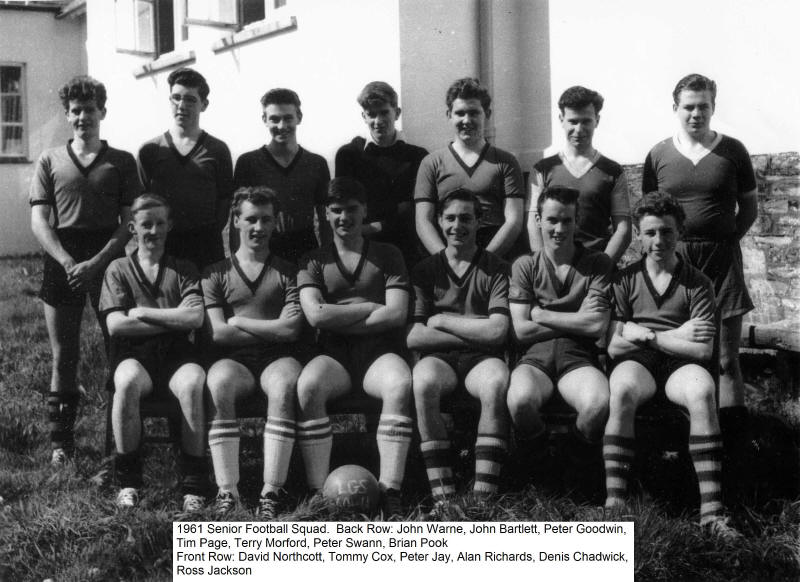 LGS
1961 Senior Football Squad. Back Row: John Warne, John Bartlett, Peter Goodwin,
Tim Page, Terry Morford, Peter Swann, Brian Pook
Front Row: David Northcott, Tommy Cox, Peter Jay, Alan Richards, Denis Chadwick,
Ross Jackson